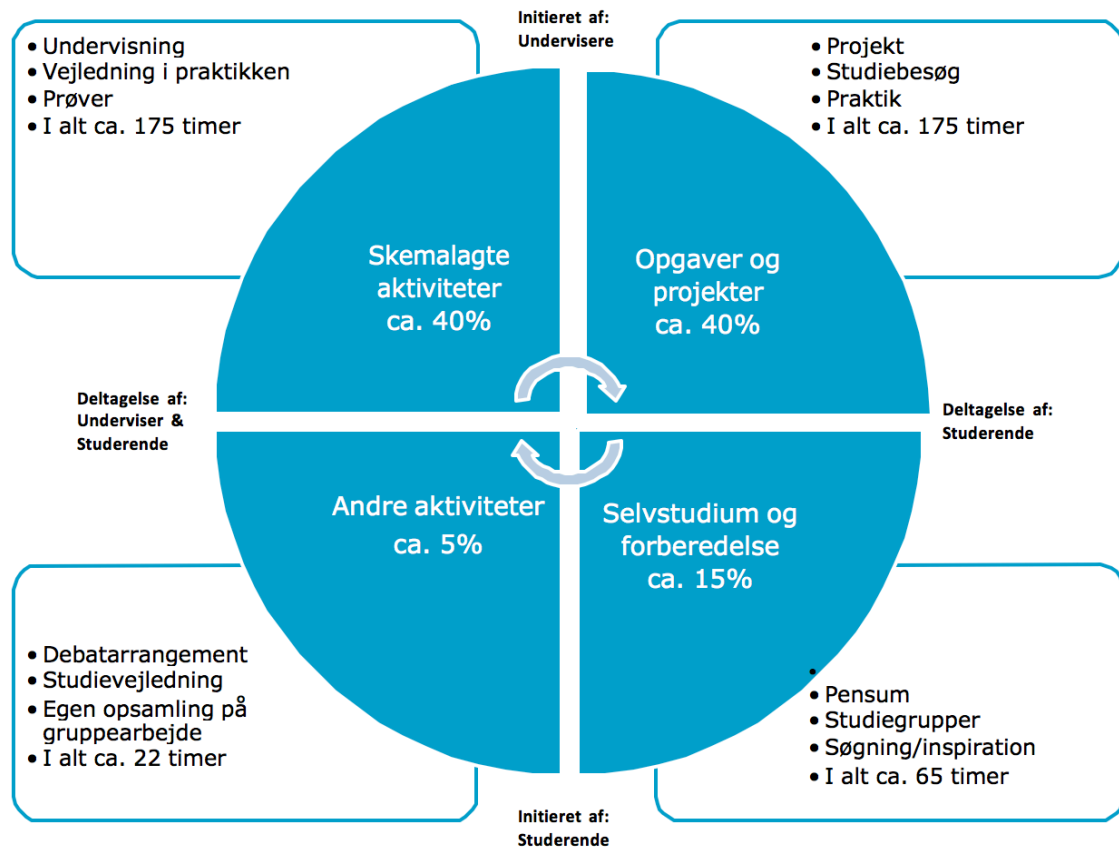 Initieret af:
Undervisere
• Undervisning
• Vejledning i praktikken
• Prøver
• I alt ca. 175 timer
• Projekt
• Studiebesøg
• Praktik
• I alt ca. 175 timer
Skemalagte
aktiviteter
ca. 40%
Opgaver og
projekter
ca. 40%
Deltagelse af:
Underviser &
Studerende
Deltagelse af:
Studerende
Andre aktiviteter
ca. 5%
Selvstudium og
forberedelse
ca. 15%
• Debatarrangement
• Studievejledning
• Egen opsamling på
gruppearbejde
• I alt ca. 22 timer
•
• Pensum
• Studiegrupper
• Søgning/inspiration
• I alt ca. 65 timer
Initieret af:
Studerende